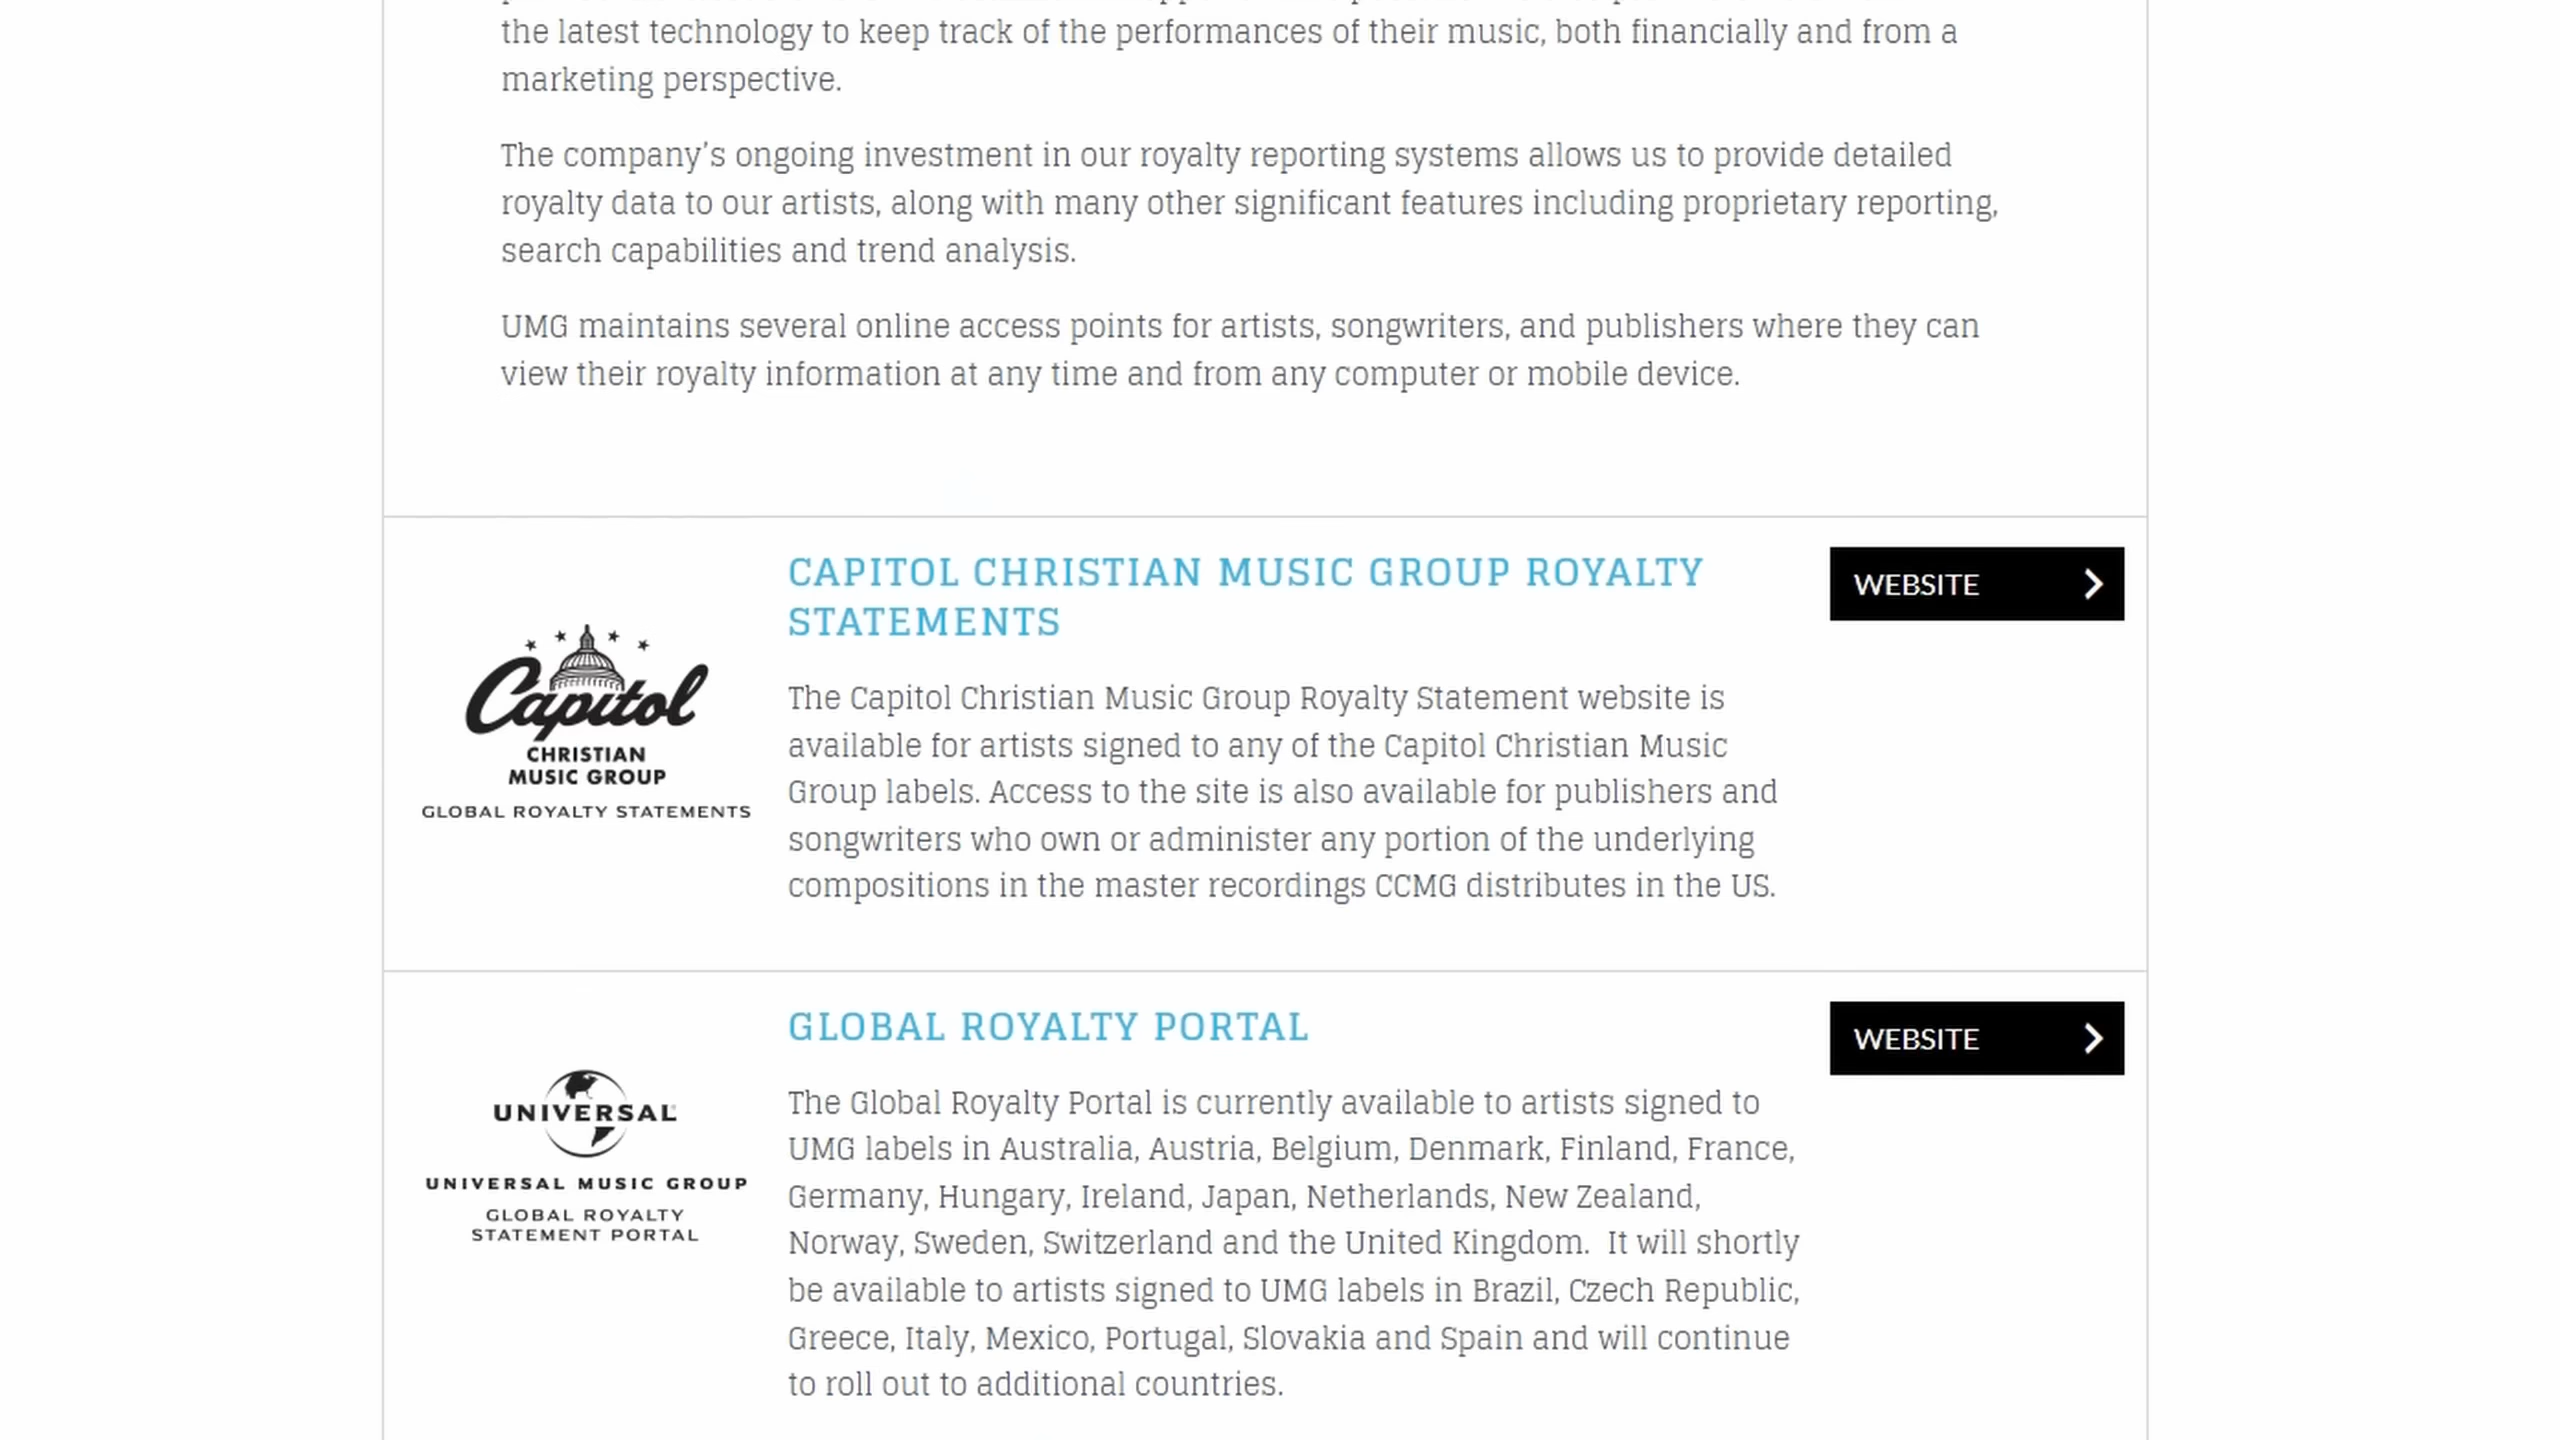 the latest technology to keep track of the performances of their music, both financially and from a
marketing perspective.
The company’s ongoing investment in our royalty reporting systems allows us to provide detailed
royalty data to our artists, along with many other significant features including proprietary reporting,
search capabilities and trend analysis.
UMG maintains several online access points for artists, songwriters, and publishers where they can
view their royalty information at any time and from any computer or mobile device.
CAPITOL CHRISTIAN MUSIC GROUP ROYALTY
STATEMENTS
WEBSITE
Capitol
CHRISTIAN
MUSIC GROUP
GLOBAL ROYALTY STATEMENTS
The Capitol Christian Music Group Royalty Statement website is
available for artists signed to any of the Capitol Christian Music
Group labels. Access to the site is also available for publishers and
songwriters who own or administer any portion of the underlying
compositions in the master recordings CCMG distributes in the US.
GLOBAL ROYALTY PORTAL
WEBSITE
UNIVERSAL
UNIVERSAL MUSIC GROUP
GLOBAL ROYALTY
STATEMENT PORTAL
The Global Royalty Portal is currently available to artists signed to
UMG labels in Australia, Austria, Belgium, Denmark, Finland, France,
Germany, Hungary, Ireland, Japan, Netherlands, New Zealand,
Norway, Sweden, Switzerland and the United Kingdom.  It will shortly
be available to artists signed to UMG labels in Brazil, Czech Republic,
Greece, Italy, Mexico, Portugal, Slovakia and Spain and will continue
to roll out to additional countries.